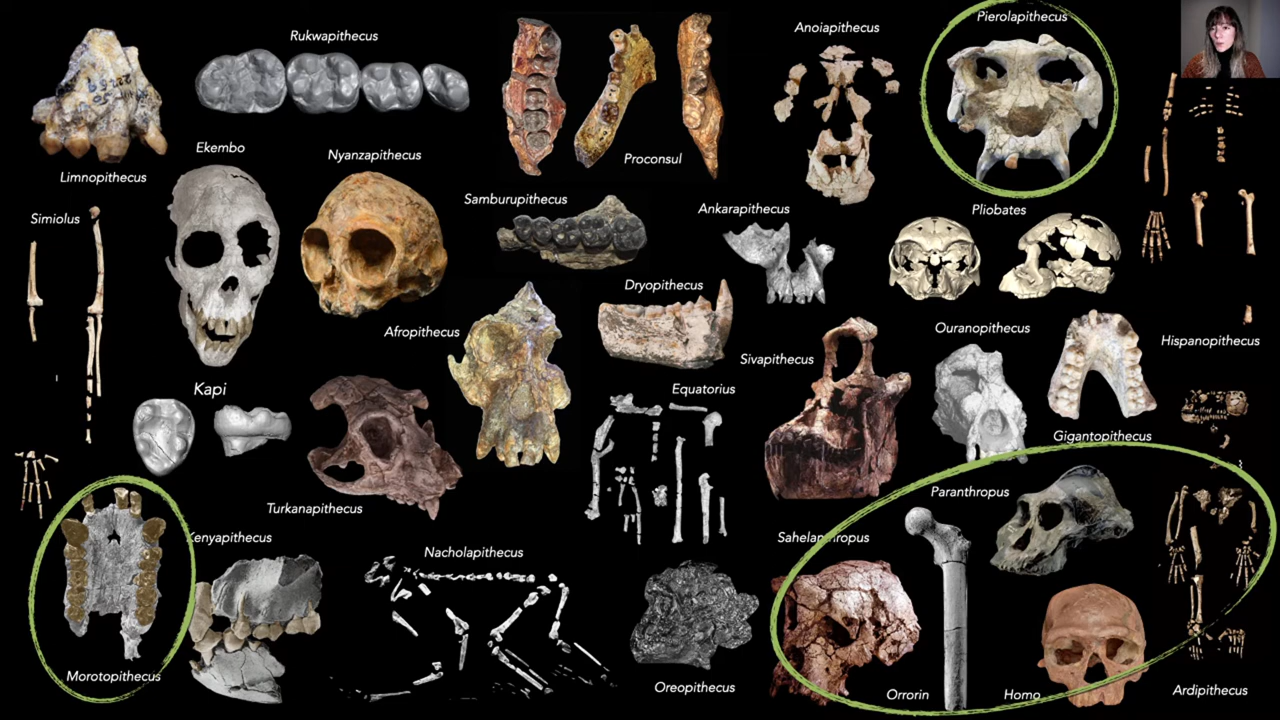 Pierolapithecus
Anoiapithecus
Rukwapithecus
Ekembo
Nyanzapithecus
Proconsul
Limnopithecus
Samburupithecus
Ankarapithecus
Pliobates
Simiolus
Dryopithecus
Afropithecus
Ouranopithecus
Hispanopithecus
Sivapithecus
Kapi
Equatorius
Gigantopithecus
Paranthropus
Turkanapithecus
Kenyapithecus
Sahelanthropus
Nacholapithecus
Morotopithecus
Oreopithecus
Orrorin
Homo
Ardipithecus